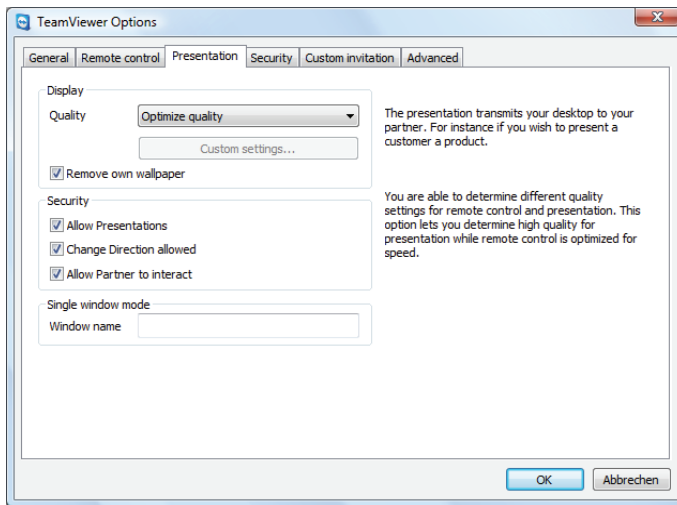 TeamViewer Options
General Remote control Presentation Security Custom invitation Advanced
Display
Quality Optimize quality
Custom settings...
Remove own wallpaper
Security
Allow Presentations
Change Direction allowed
Allow Partner to interact
Single window mode
Window name
The presentation transmits your desktop to your
partner. For instance if you wish to present a
customer a product.
You are able to determine different quality
settings for remote control and presentation. This
option lets you determine high quality for
presentation while remote control is optimized for
speed.
OK Abbrechen